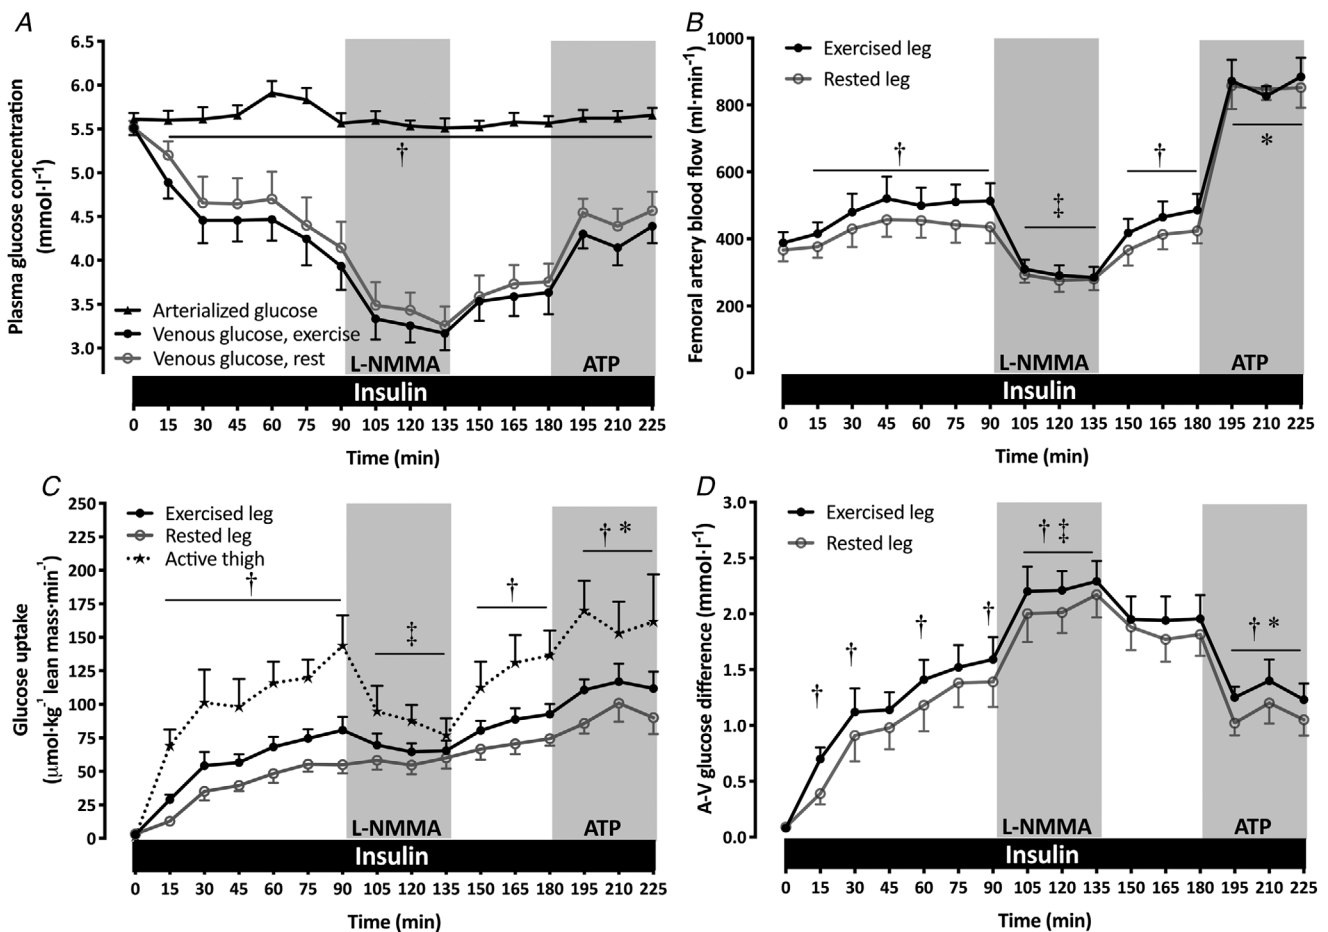 A
Plasma glucose concentration
(mmol·l⁻¹)
6.5
6.0
5.5
5.0
4.5
4.0
3.5
3.0
†
Arterialized glucose
Venous glucose, exercise
Venous glucose, rest
L-NMMA
ATP
Insulin
0 15 30 45 60 75 90 105 120 135 150 165 180 195 210 225
Time (min)
B
Femoral artery blood flow (ml·min⁻¹)
1000
800
600
400
200
0
Exercised leg
Rested leg
†
‡
†
*
L-NMMA
ATP
Insulin
0 15 30 45 60 75 90 105 120 135 150 165 180 195 210 225
Time (min)
C
Glucose uptake
(µmol·kg⁻¹ lean mass·min⁻¹)
250
225
200
175
150
125
100
75
50
25
0
Exercised leg
Rested leg
Active thigh
†
‡
†
† *
L-NMMA
ATP
Insulin
0 15 30 45 60 75 90 105 120 135 150 165 180 195 210 225
Time (min)
D
A-V glucose difference (mmol·l⁻¹)
3.0
2.5
2.0
1.5
1.0
0.5
0.0
Exercised leg
Rested leg
†
†
†
†
† ‡
† *
L-NMMA
ATP
Insulin
0 15 30 45 60 75 90 105 120 135 150 165 180 195 210 225
Time (min)